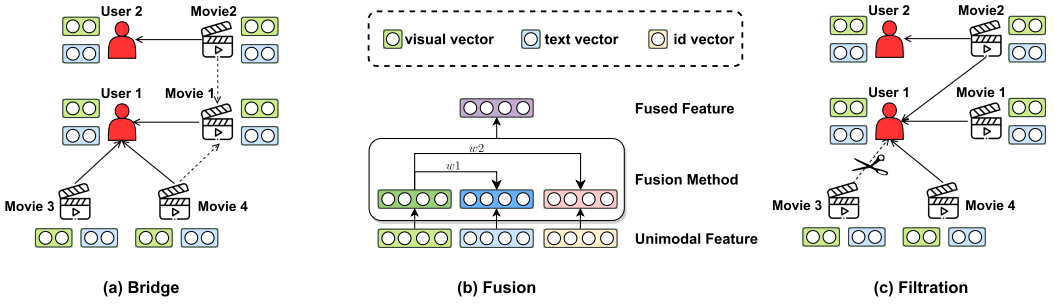 User 2
Movie2
User 1
Movie 1
Movie 3
Movie 4
(a) Bridge
visual vector
text vector
id vector
Fused Feature
w2
w1
Fusion Method
Unimodal Feature
(b) Fusion
User 2
Movie2
User 1
Movie 1
Movie 3
Movie 4
(c) Filtration